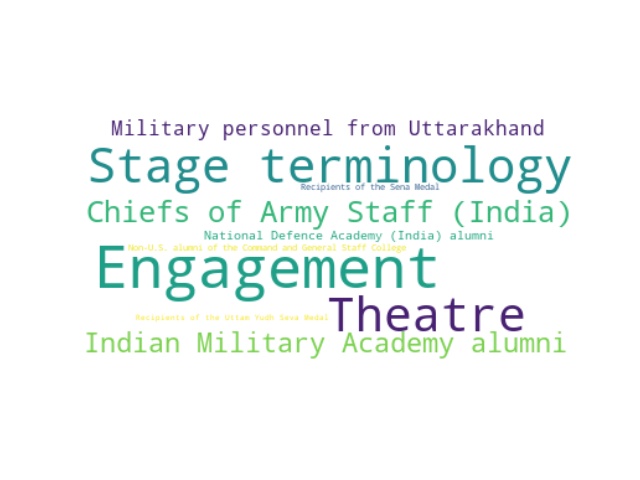 Military personnel from Uttarakhand
Stage terminology
Recipients of the Sena Medal
Chiefs of Army Staff (India)
National Defence Academy (India) alumni
Non-U.S. alumni of the Command and General Staff College
Engagement
Theatre
Recipients of the Uttam Yudh Seva Medal
Indian Military Academy alumni